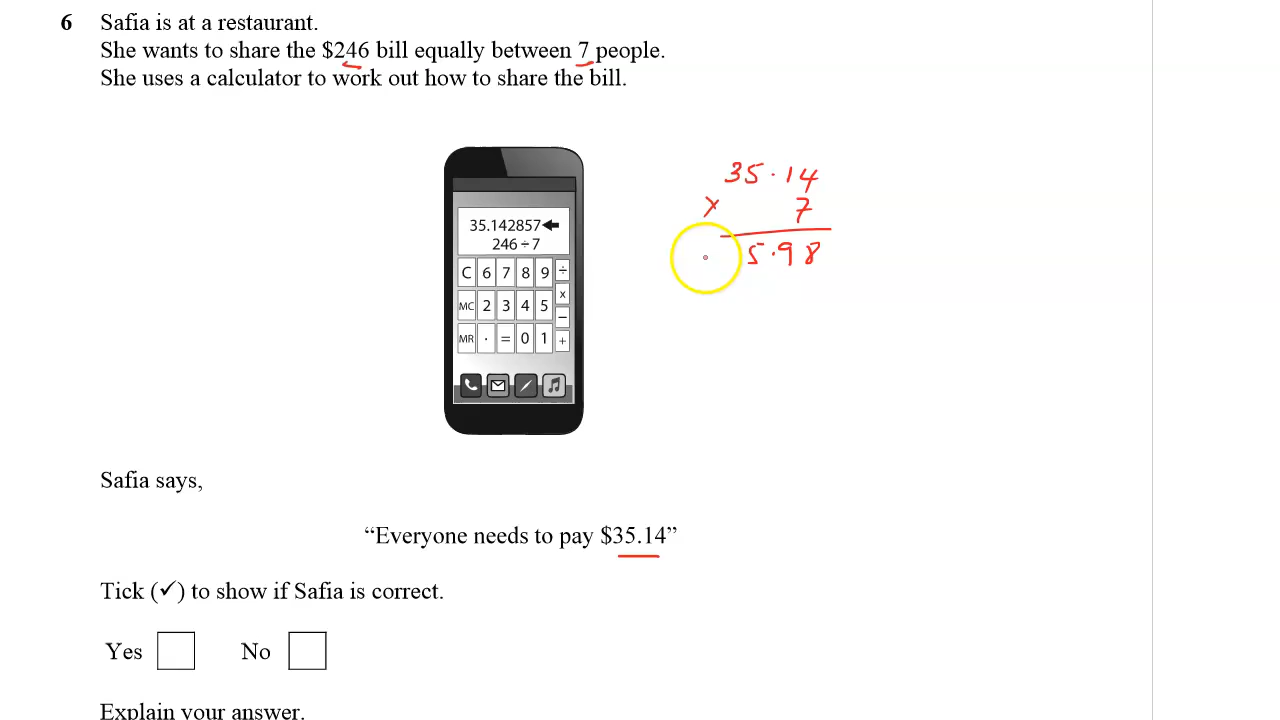 6 Safia is at a restaurant.
She wants to share the $246 bill equally between 7 people.
She uses a calculator to work out how to share the bill.
35.14
x 7
5.98
35.142857
246 ÷ 7
C 6 7 8 9 ÷
x
MC 2 3 4 5
−
MR . = 0 1 +
Safia says,
“Everyone needs to pay $35.14”
Tick (✓) to show if Safia is correct.
Yes No
Explain your answer.